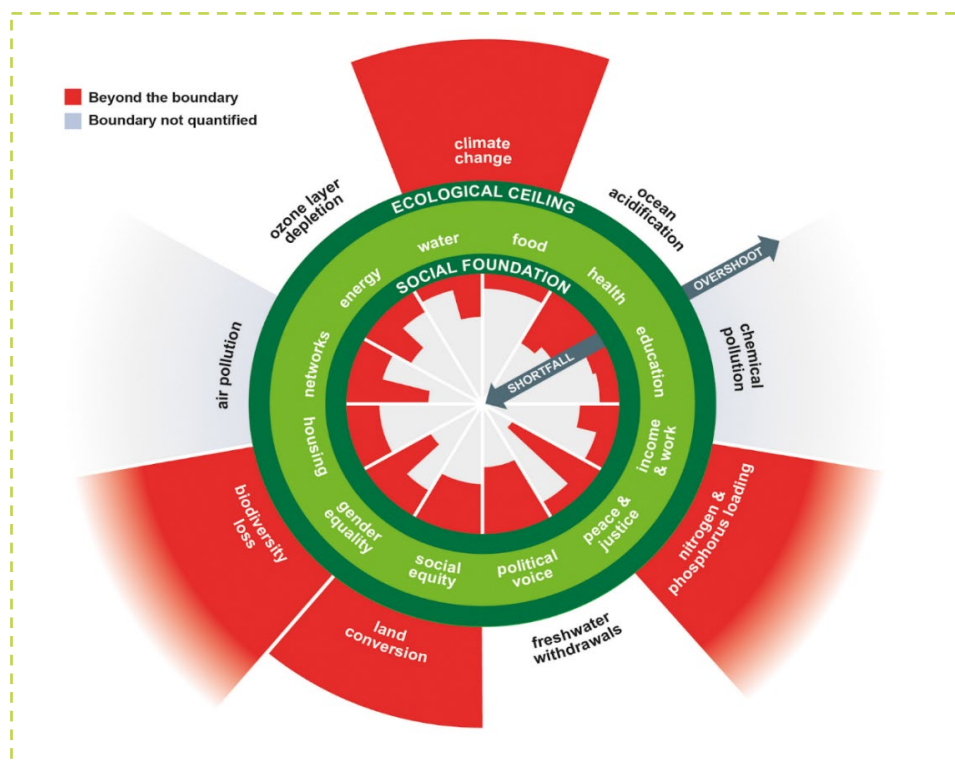 Beyond the boundary
Boundary not quantified
climate
change
ozone layer
depletion
ocean
acidification
ECOLOGICAL CEILING
OVERSHOOT
water
food
energy
health
SOCIAL FOUNDATION
networks
education
SHORTFALL
air pollution
chemical
pollution
housing
income
& work
gender
equality
peace &
justice
social
equity
political
voice
biodiversity
loss
nitrogen &
phosphorus loading
land
conversion
freshwater
withdrawals